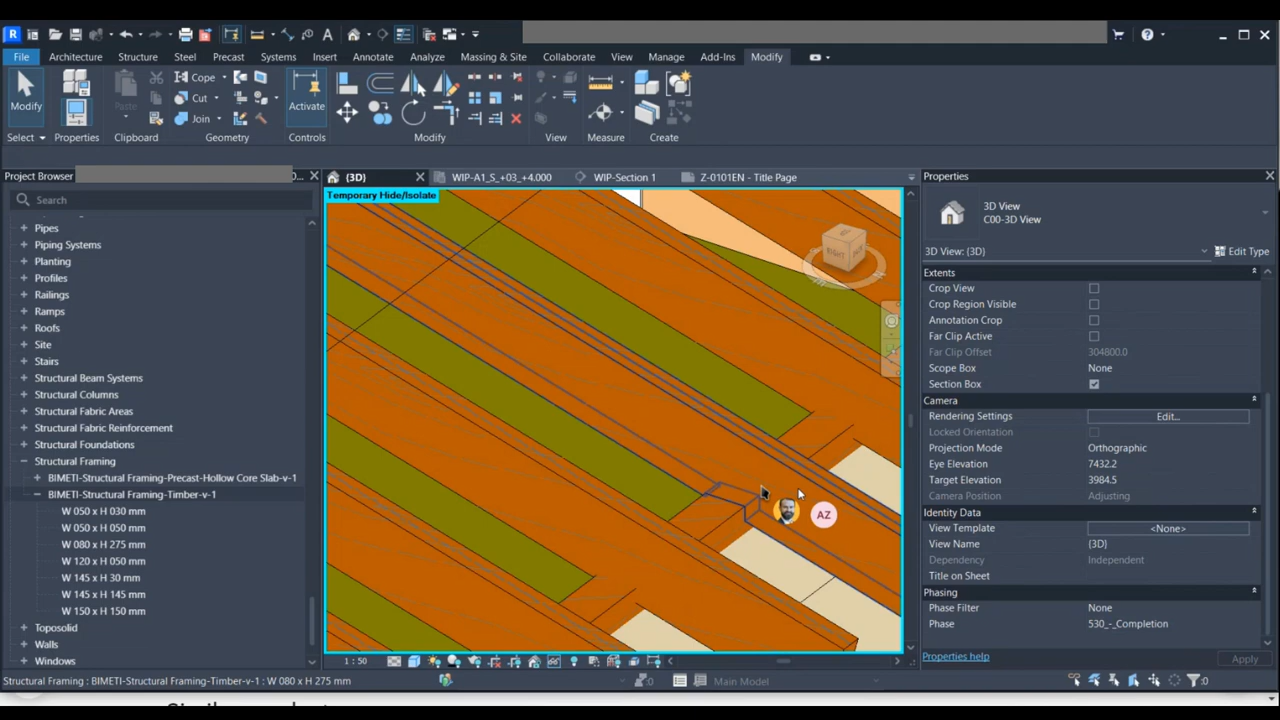 R
File Architecture Structure Steel Precast Systems Insert Annotate Analyze Massing & Site Collaborate View Manage Add-Ins Modify
Modify Properties Paste Cope Cut Join Activate
Select Properties Clipboard Geometry Controls Modify View Measure Create
Project Browser
Search
Pipes
Piping Systems
Planting
Profiles
Railings
Ramps
Roofs
Site
Stairs
Structural Beam Systems
Structural Columns
Structural Fabric Areas
Structural Fabric Reinforcement
Structural Foundations
Structural Framing
BIMETI-Structural Framing-Precast-Hollow Core Slab-v-1
BIMETI-Structural Framing-Timber-v-1
W 050 x H 030 mm
W 050 x H 050 mm
W 080 x H 275 mm
W 120 x H 050 mm
W 145 x H 30 mm
W 145 x H 145 mm
W 150 x H 150 mm
Toposolid
Walls
Windows
{3D} WIP-A1_S_+03_+4.000 WIP-Section 1 Z-0101EN - Title Page
Temporary Hide/Isolate
RIGHT
AZ
1 : 50
Properties
3D View
C00-3D View
3D View: {3D} Edit Type
Extents
Crop View
Crop Region Visible
Annotation Crop
Far Clip Active
Far Clip Offset 304800.0
Scope Box None
Section Box
Camera
Rendering Settings Edit...
Locked Orientation
Projection Mode Orthographic
Eye Elevation 7432.2
Target Elevation 3984.5
Camera Position Adjusting
Identity Data
View Template <None>
View Name {3D}
Dependency Independent
Title on Sheet
Phasing
Phase Filter None
Phase 530_-_Completion
Properties help Apply
Structural Framing : BIMETI-Structural Framing-Timber-v-1 : W 080 x H 275 mm :0 Main Model :0